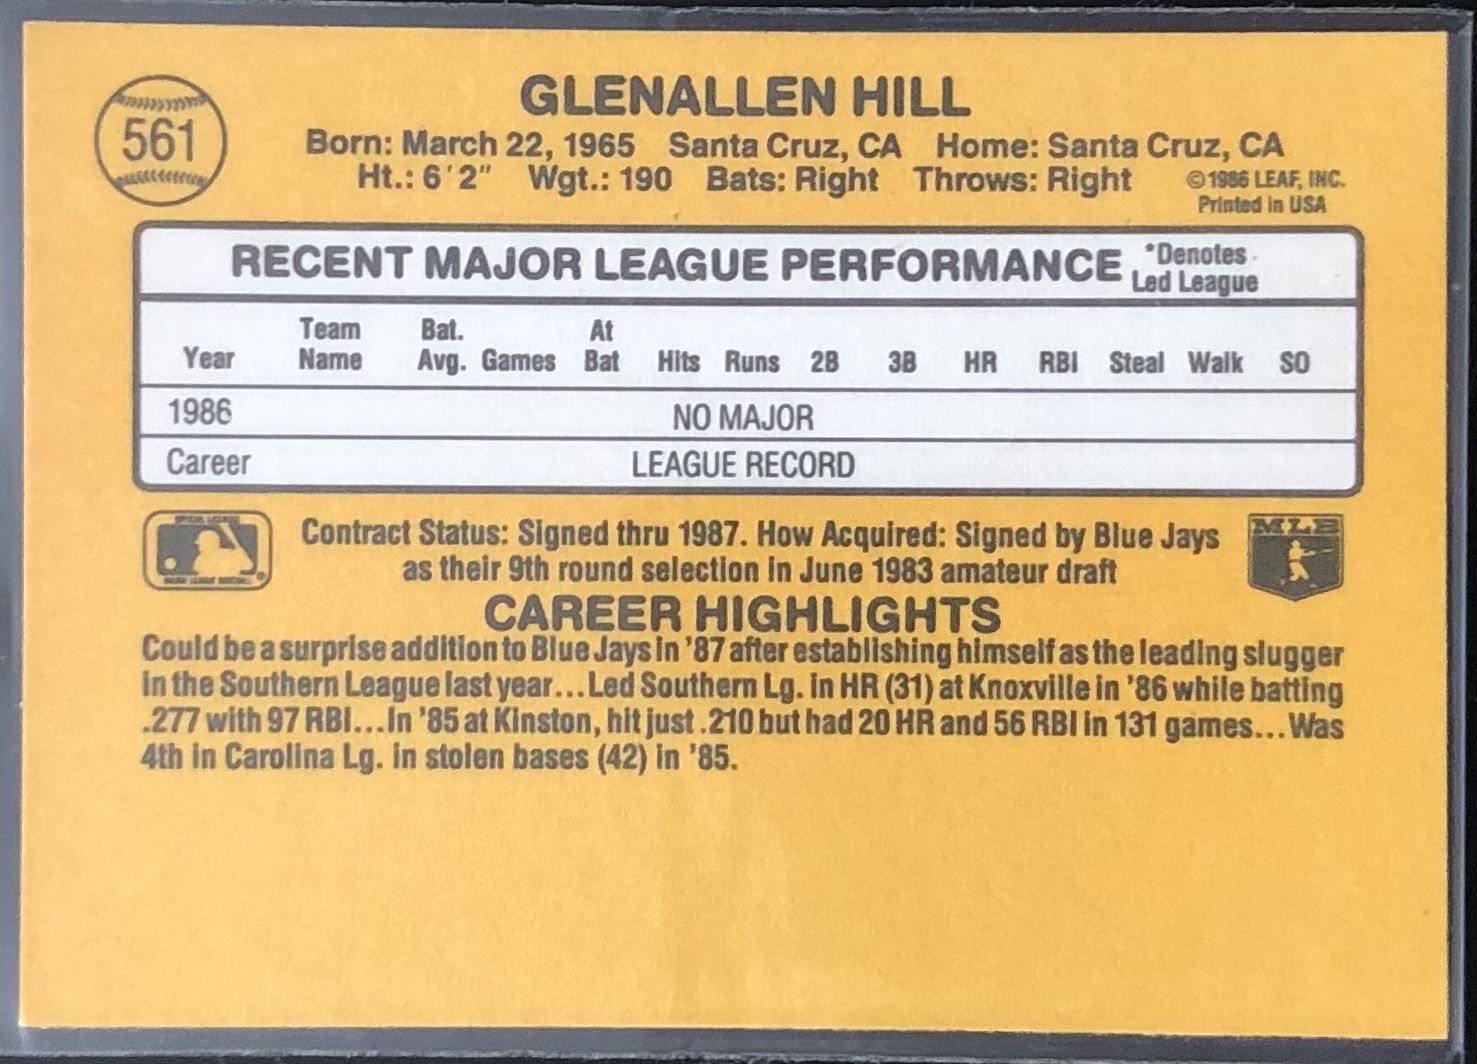 561
GLENALLEN HILL
Born: March 22, 1965 Santa Cruz, CA Home: Santa Cruz, CA
Ht.: 6'2" Wgt.: 190 Bats: Right Throws: Right
©1986 LEAF, INC.
Printed in USA
RECENT MAJOR LEAGUE PERFORMANCE *Denotes
Led League
Year Team Name Bat. Avg. Games At Bat Hits Runs 2B 3B HR RBI Steal Walk SO
1986 NO MAJOR
Career LEAGUE RECORD
Contract Status: Signed thru 1987. How Acquired: Signed by Blue Jays
as their 9th round selection in June 1983 amateur draft
MLB
CAREER HIGHLIGHTS
Could be a surprise addition to Blue Jays in '87 after establishing himself as the leading slugger
in the Southern League last year...Led Southern Lg. in HR (31) at Knoxville in '86 while batting
.277 with 97 RBI...In '85 at Kinston, hit just .210 but had 20 HR and 56 RBI in 131 games...Was
4th in Carolina Lg. in stolen bases (42) in '85.